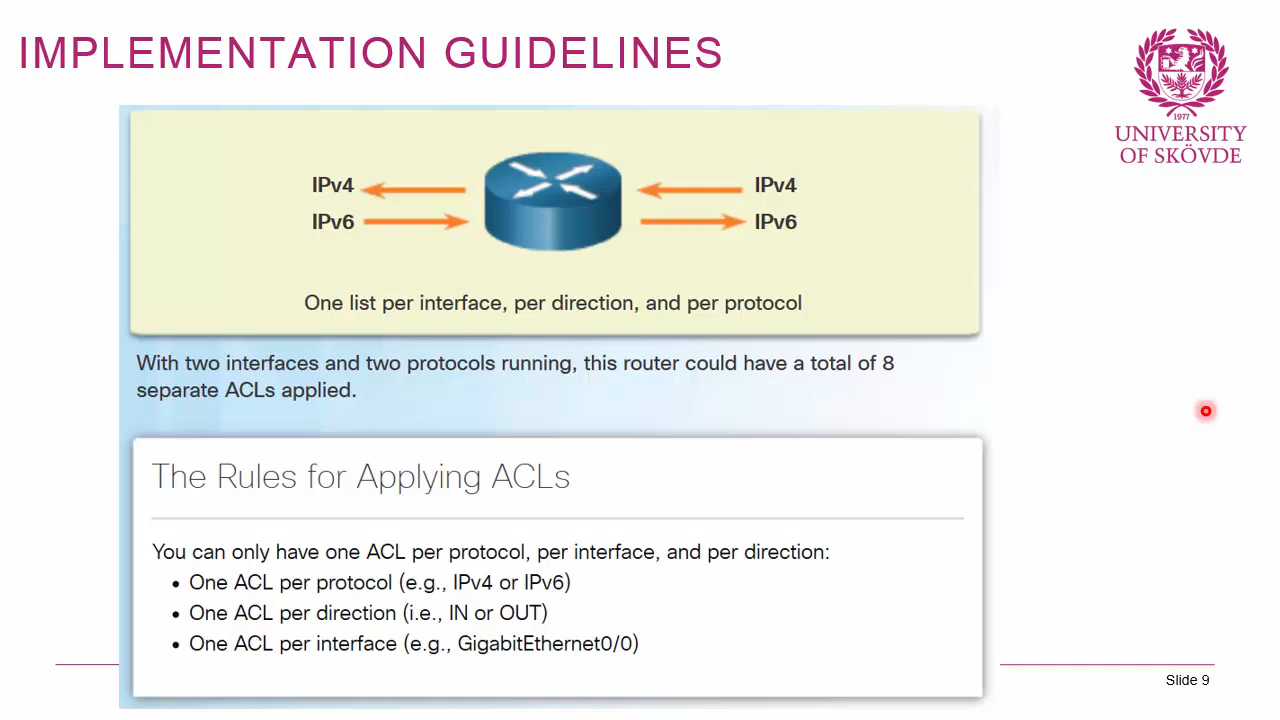 IMPLEMENTATION GUIDELINES
1977
UNIVERSITY
OF SKÖVDE
IPv4 IPv4
IPv6 IPv6
One list per interface, per direction, and per protocol
With two interfaces and two protocols running, this router could have a total of 8
separate ACLs applied.
The Rules for Applying ACLs
You can only have one ACL per protocol, per interface, and per direction:
• One ACL per protocol (e.g., IPv4 or IPv6)
• One ACL per direction (i.e., IN or OUT)
• One ACL per interface (e.g., GigabitEthernet0/0)
Slide 9